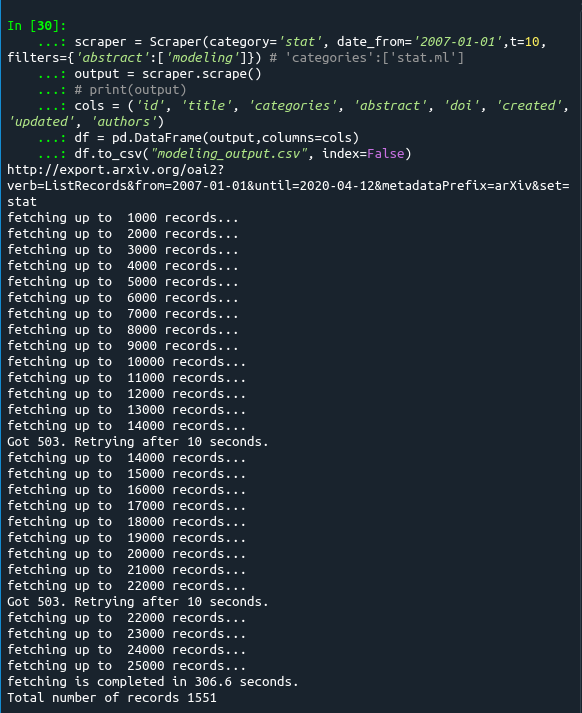 In [30]:
...: scraper = Scraper(category='stat', date_from='2007-01-01',t=10,
filters={'abstract':['modeling']}) # 'categories':['stat.ml']
...: output = scraper.scrape()
...: # print(output)
...: cols = ('id', 'title', 'categories', 'abstract', 'doi', 'created',
'updated', 'authors')
...: df = pd.DataFrame(output,columns=cols)
...: df.to_csv("modeling_output.csv", index=False)
http://export.arxiv.org/oai2?
verb=ListRecords&from=2007-01-01&until=2020-04-12&metadataPrefix=arXiv&set=
stat
fetching up to  1000 records...
fetching up to  2000 records...
fetching up to  3000 records...
fetching up to  4000 records...
fetching up to  5000 records...
fetching up to  6000 records...
fetching up to  7000 records...
fetching up to  8000 records...
fetching up to  9000 records...
fetching up to  10000 records...
fetching up to  11000 records...
fetching up to  12000 records...
fetching up to  13000 records...
fetching up to  14000 records...
Got 503. Retrying after 10 seconds.
fetching up to  14000 records...
fetching up to  15000 records...
fetching up to  16000 records...
fetching up to  17000 records...
fetching up to  18000 records...
fetching up to  19000 records...
fetching up to  20000 records...
fetching up to  21000 records...
fetching up to  22000 records...
Got 503. Retrying after 10 seconds.
fetching up to  22000 records...
fetching up to  23000 records...
fetching up to  24000 records...
fetching up to  25000 records...
fetching is completed in 306.6 seconds.
Total number of records 1551